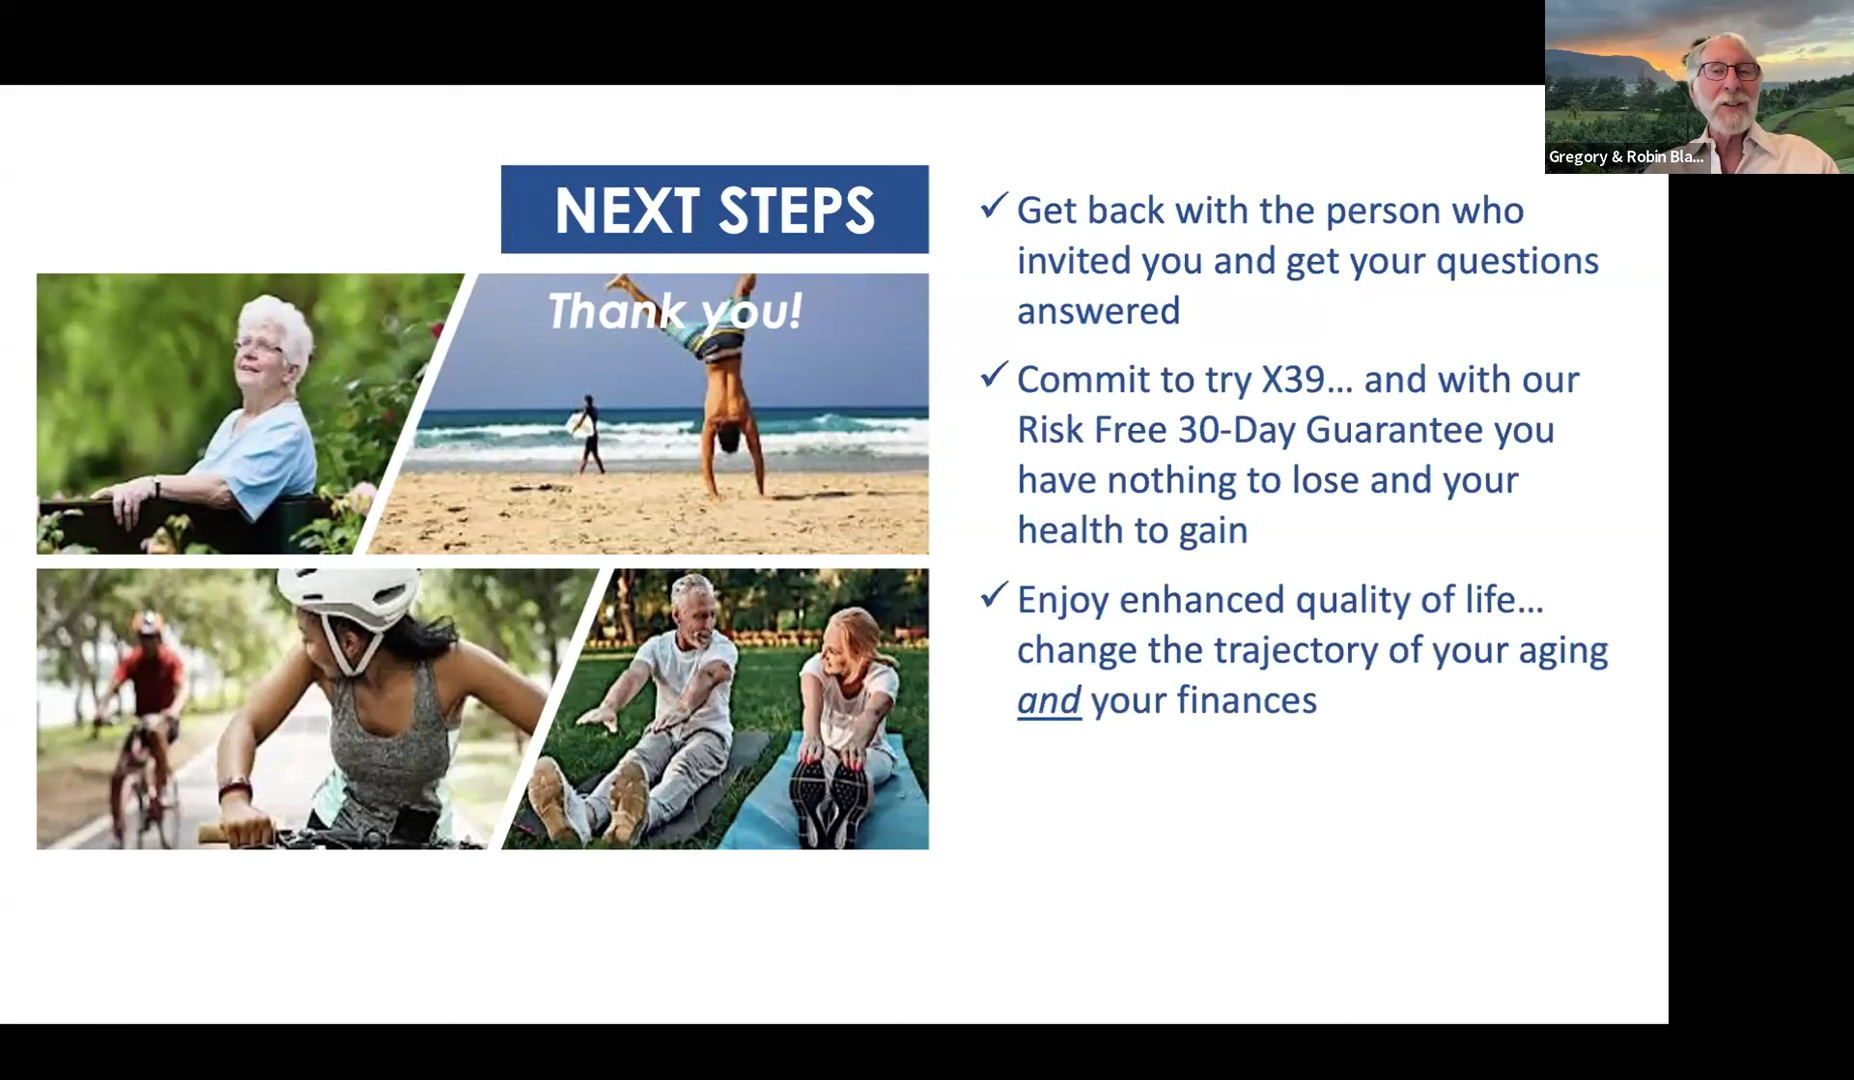 Gregory & Robin Bla...
NEXT STEPS
Thank you!
✓ Get back with the person who
invited you and get your questions
answered
✓ Commit to try X39... and with our
Risk Free 30-Day Guarantee you
have nothing to lose and your
health to gain
✓ Enjoy enhanced quality of life...
change the trajectory of your aging
and your finances